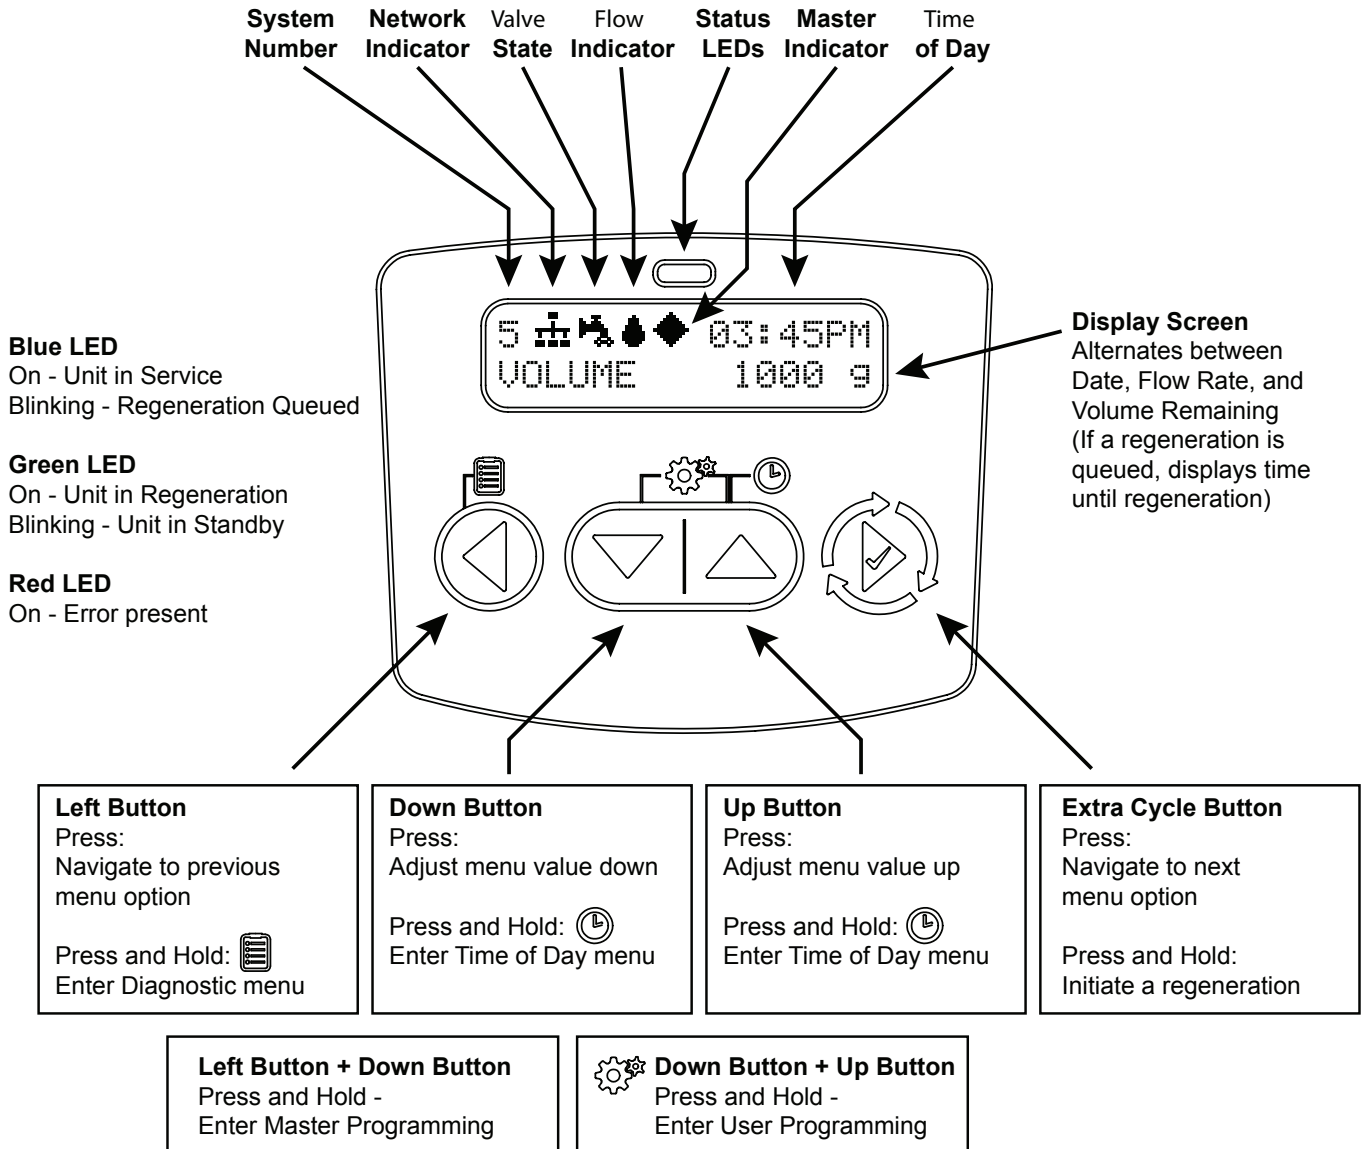 System Number
Network Indicator
Valve State
Flow Indicator
Status LEDs
Master Indicator
Time of Day
5 03:45PM
VOLUME 1000 g
Blue LED
On - Unit in Service
Blinking - Regeneration Queued
Green LED
On - Unit in Regeneration
Blinking - Unit in Standby
Red LED
On - Error present
Display Screen
Alternates between
Date, Flow Rate, and
Volume Remaining
(If a regeneration is
queued, displays time
until regeneration)
Left Button
Press:
Navigate to previous
menu option
Press and Hold:
Enter Diagnostic menu
Down Button
Press:
Adjust menu value down
Press and Hold:
Enter Time of Day menu
Up Button
Press:
Adjust menu value up
Press and Hold:
Enter Time of Day menu
Extra Cycle Button
Press:
Navigate to next
menu option
Press and Hold:
Initiate a regeneration
Left Button + Down Button
Press and Hold -
Enter Master Programming
Down Button + Up Button
Press and Hold -
Enter User Programming